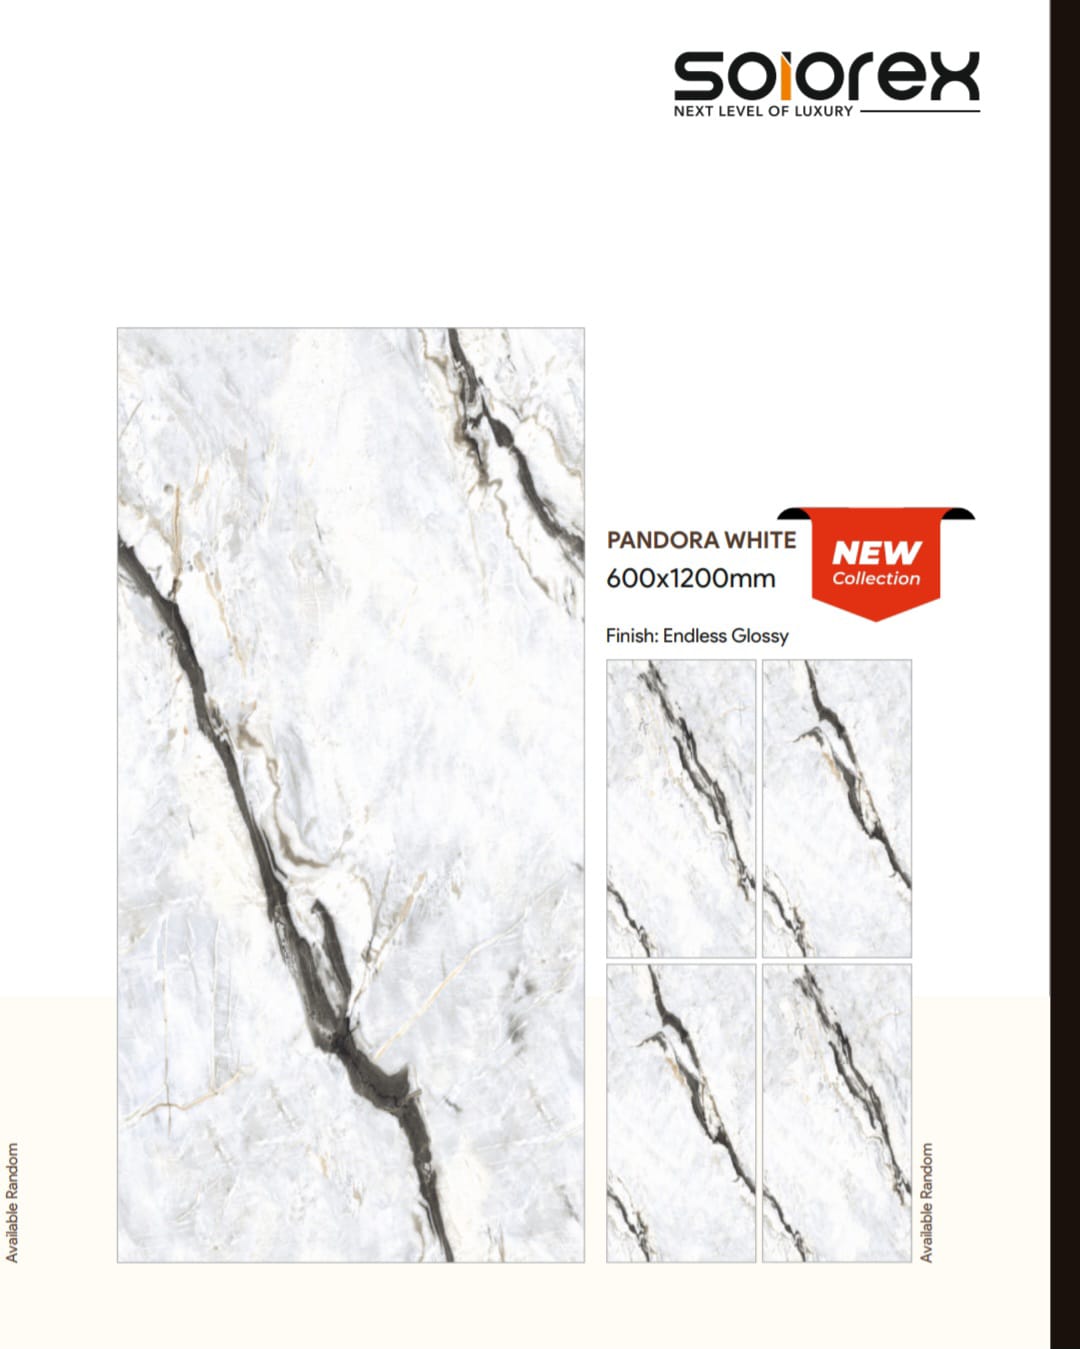 Solorex
NEXT LEVEL OF LUXURY
PANDORA WHITE
600x1200mm
NEW
Collection
Finish: Endless Glossy
Available Random
Available Random